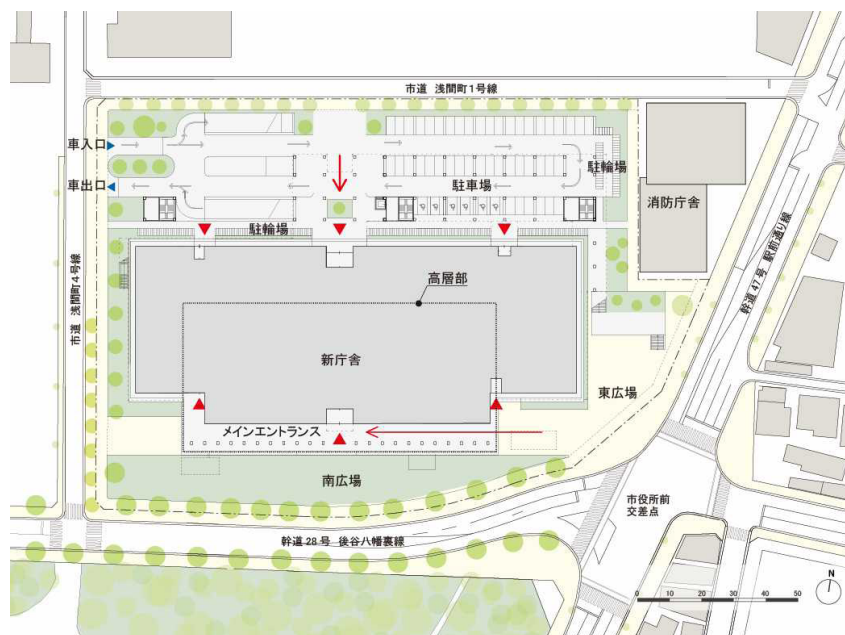 市道 浅間町1号線
車入口
車出口
駐輪場
駐車場
消防庁舎
駐輪場
市道 浅間町4号線
幹道47号 駅前通り線
高層部
新庁舎
東広場
メインエントランス
南広場
市役所前
交差点
幹道28号 後谷八幡裏線
N
0 10 20 30 40 50